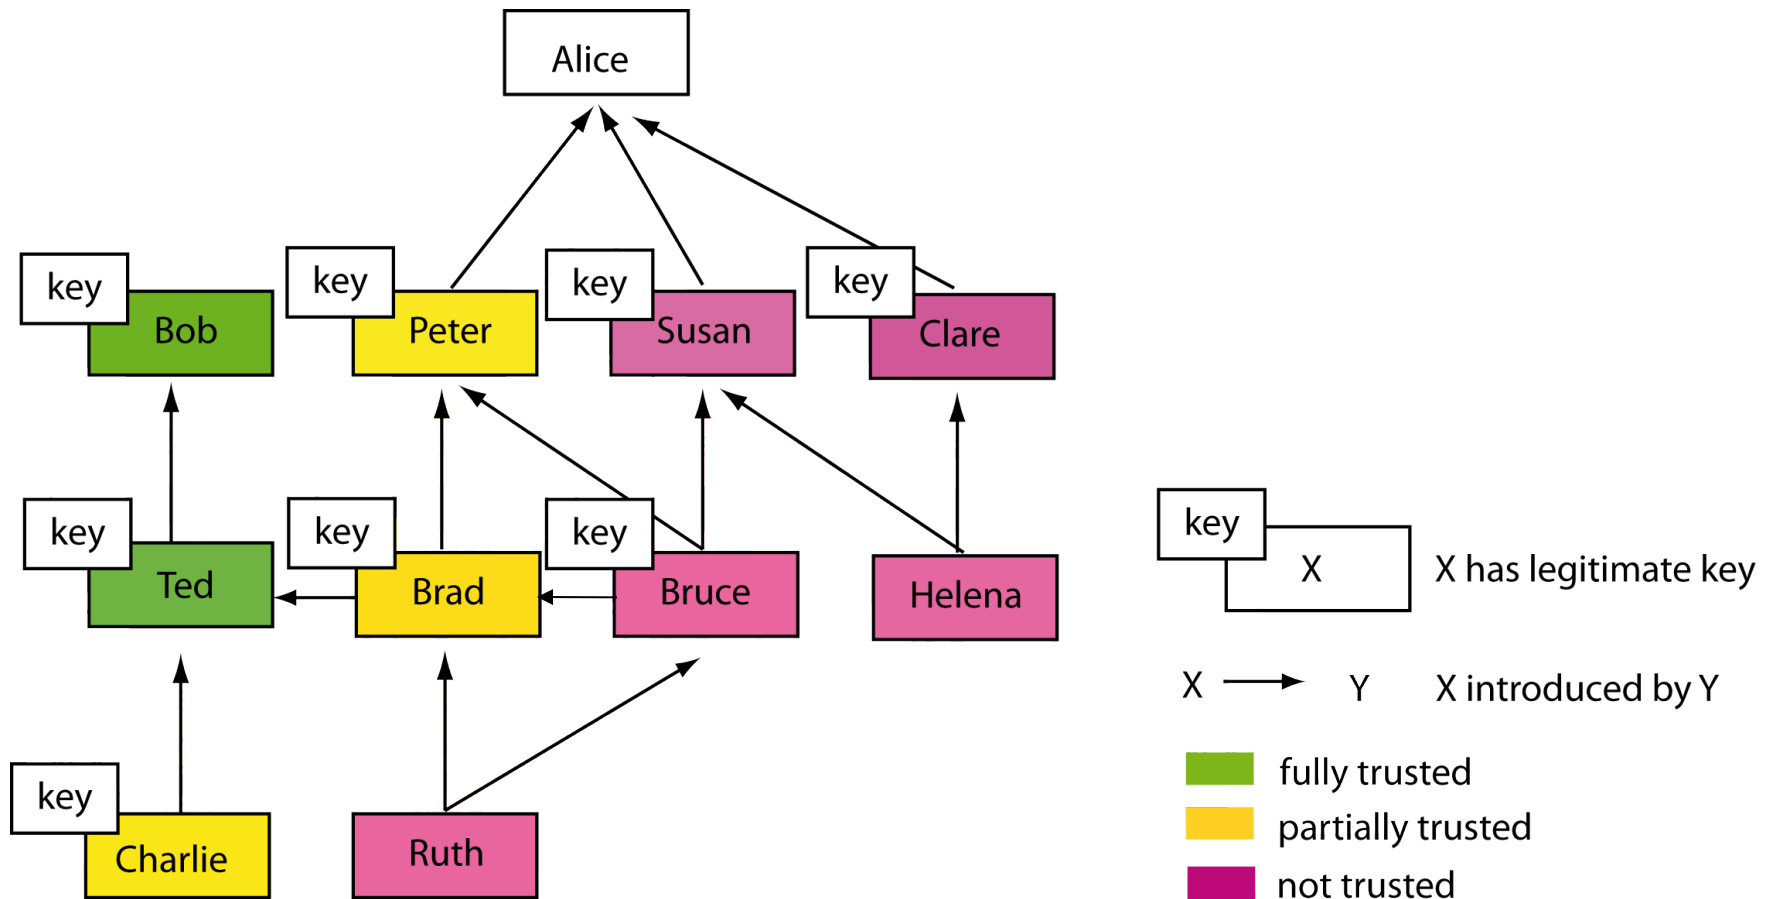 Alice
key
Bob
key
Peter
key
Susan
key
Clare
key
Ted
key
Brad
key
Bruce
Helena
key
Charlie
Ruth
key
X
X has legitimate key
X
Y
X introduced by Y
fully trusted
partially trusted
not trusted